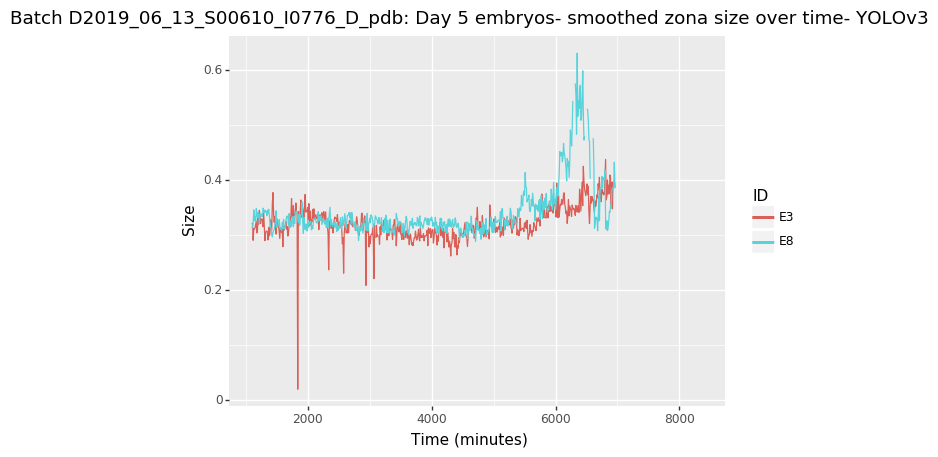 Batch D2019_06_13_S00610_I0776_D_pdb: Day 5 embryos- smoothed zona size over time- YOLOv3
0.6
0.4
0.2
0
Size
2000
4000
6000
8000
Time (minutes)
ID
E3
E8